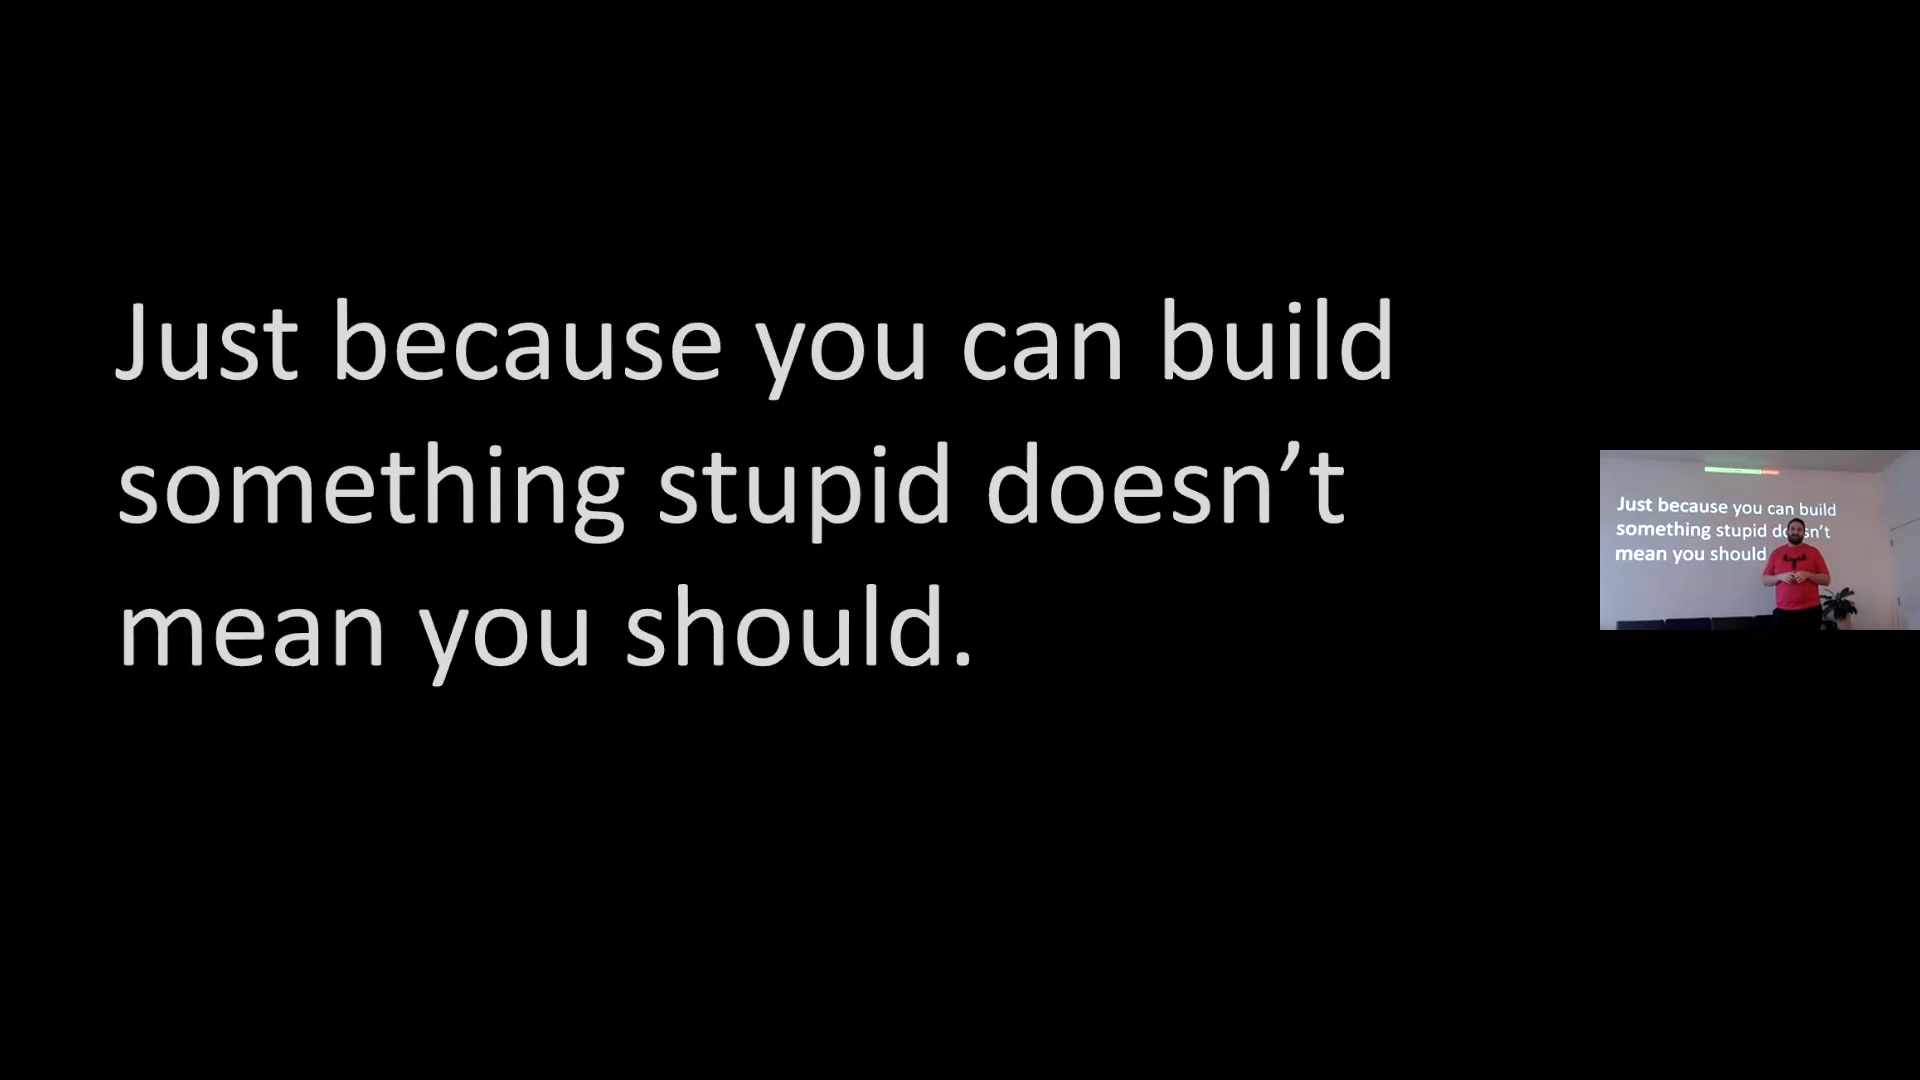 Just because you can build
something stupid doesn’t
mean you should.
Just because you can build
something stupid doesn’t
mean you should